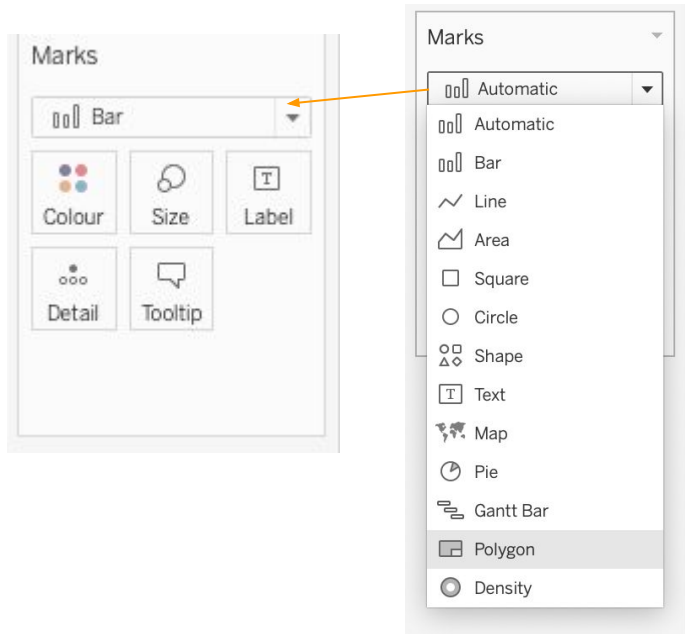 Marks
Bar
Colour Size T Label
Detail Tooltip
Marks
Automatic
Automatic
Bar
Line
Area
Square
Circle
Shape
T Text
Map
Pie
Gantt Bar
Polygon
Density